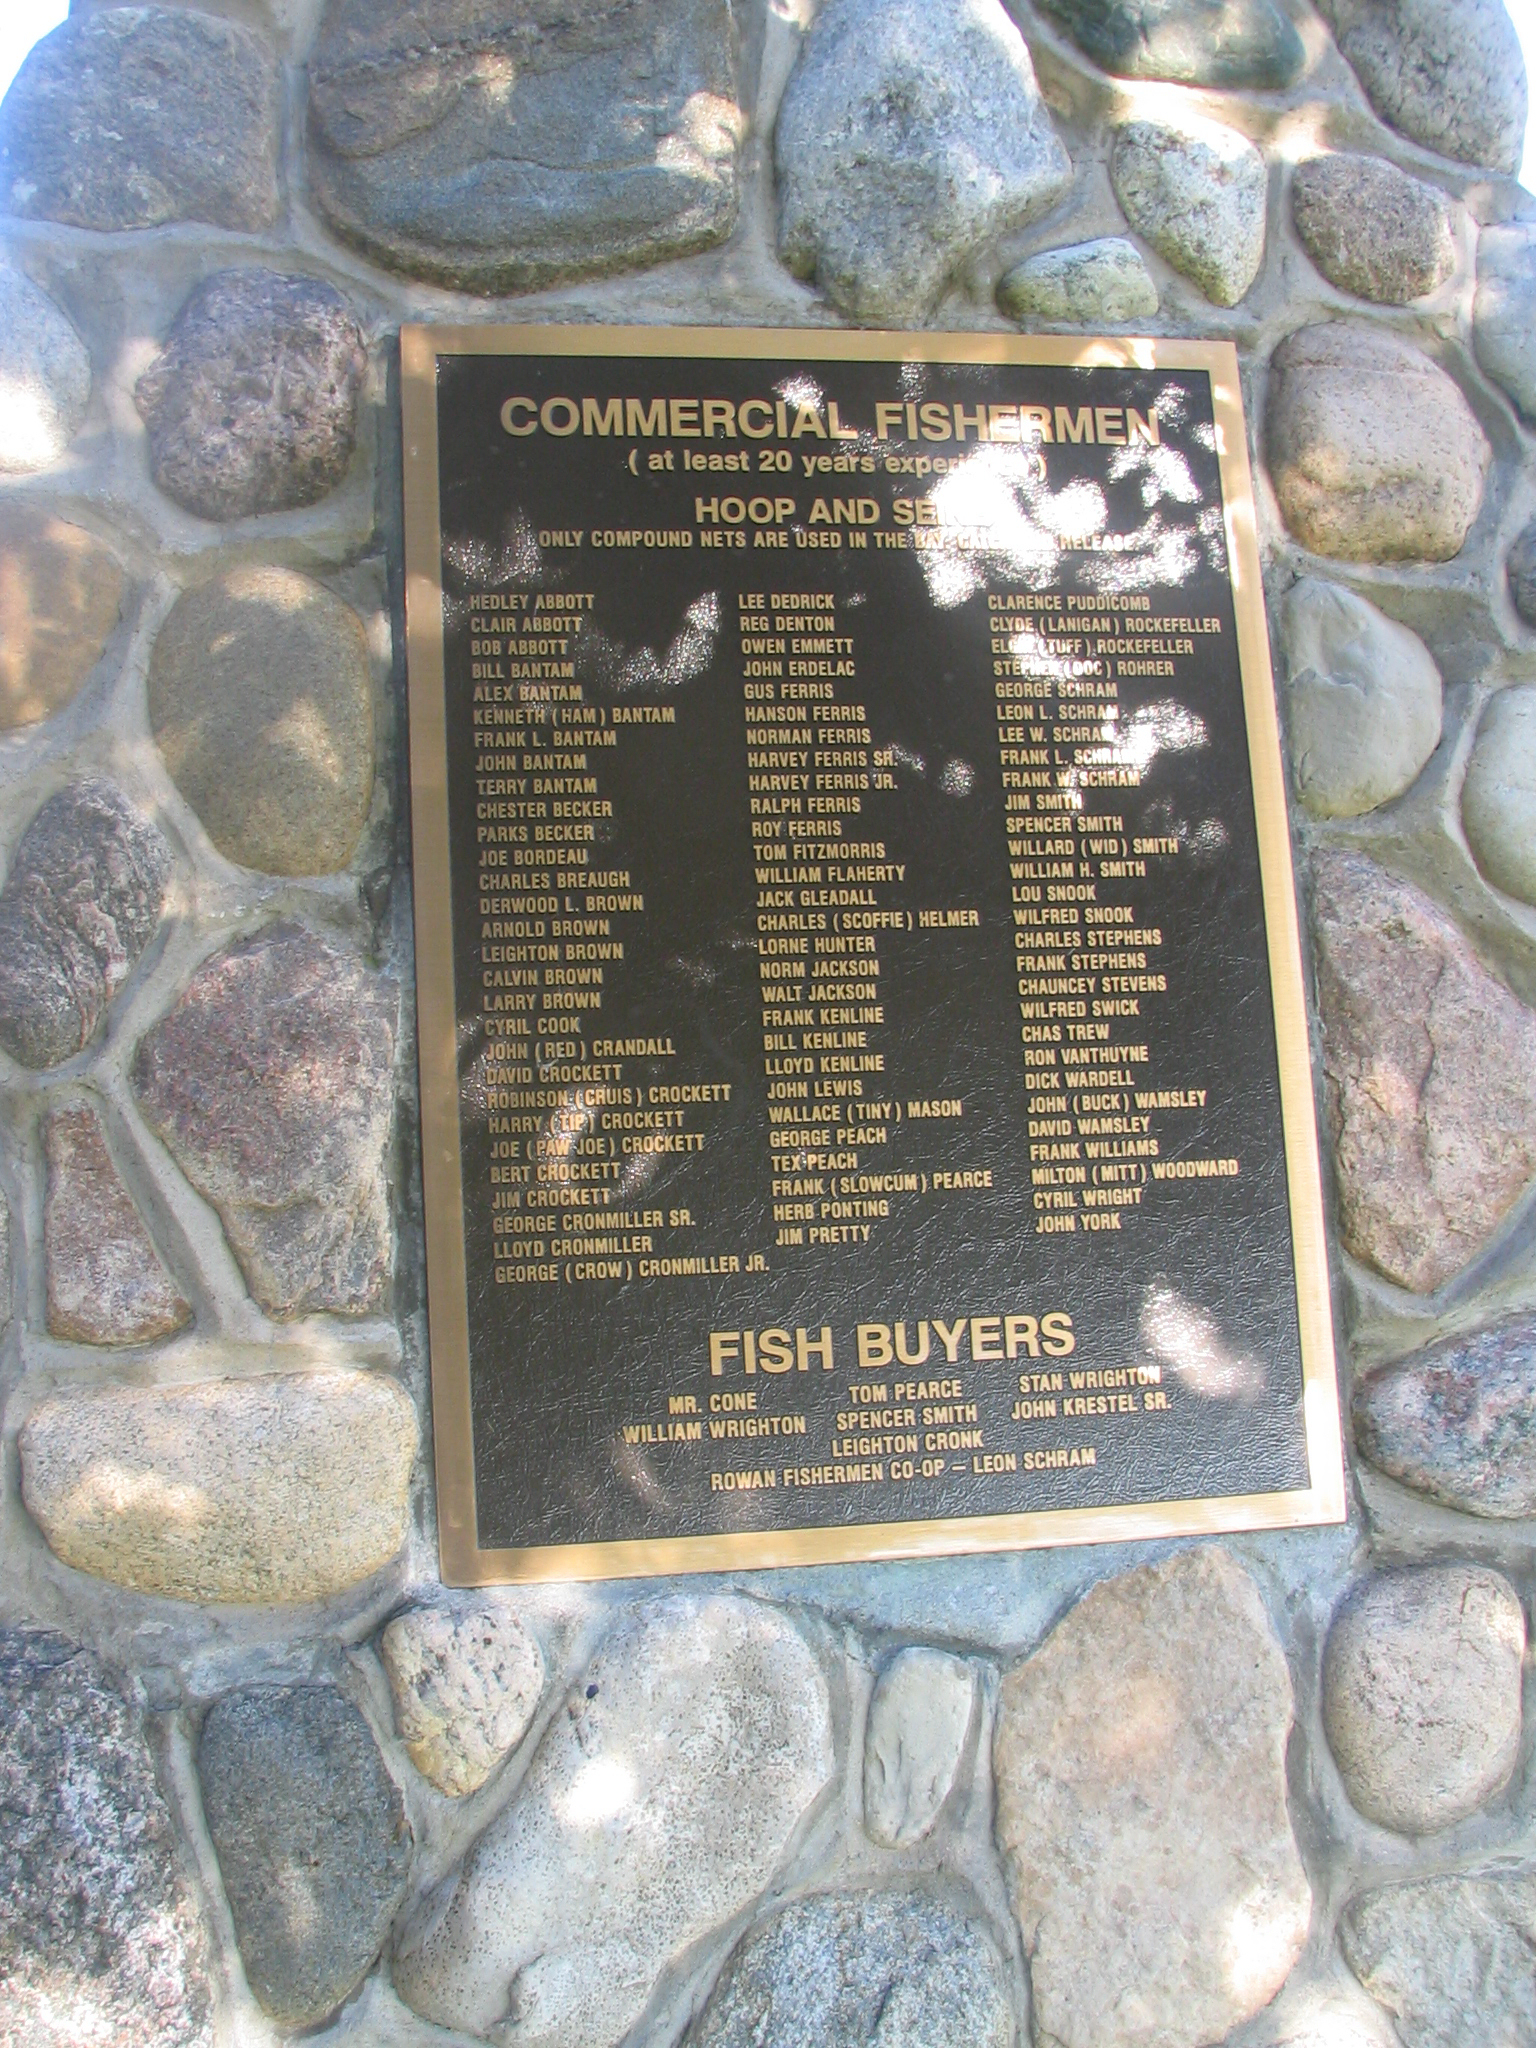 COMMERCIAL FISHERMEN
( at least 20 years )
HOOP AND
ONLY COMPOUND NETS ARE USED IN THE BAY RELEASE
HEDLEY ABBOTT
CLAIR ABBOTT
BOB ABBOTT
BILL BANTAM
ALEX BANTAM
KENNETH (HAM) BANTAM
FRANK L. BANTAM
JOHN BANTAM
TERRY BANTAM
CHESTER BECKER
PARKS BECKER
JOE BORDEAU
CHARLES BREAUGH
DERWOOD L. BROWN
ARNOLD BROWN
LEIGHTON BROWN
CALVIN BROWN
LARRY BROWN
CYRIL COOK
JOHN (RED) CRANDALL
DAVID CROCKETT
ROBINSON (CRUIS) CROCKETT
HARRY (TIP) CROCKETT
JOE (PAW JOE) CROCKETT
BERT CROCKETT
JIM CROCKETT
GEORGE CRONMILLER SR.
LLOYD CRONMILLER
GEORGE (CROW) CRONMILLER JR.
LEE DEDRICK
REG DENTON
OWEN EMMETT
JOHN ERDELAC
GUS FERRIS
HANSON FERRIS
NORMAN FERRIS
HARVEY FERRIS SR.
HARVEY FERRIS JR.
RALPH FERRIS
ROY FERRIS
TOM FITZMORRIS
WILLIAM FLAHERTY
JACK GLEADALL
CHARLES (SCOFFIE) HELMER
LORNE HUNTER
NORM JACKSON
WALT JACKSON
FRANK KENLINE
BILL KENLINE
LLOYD KENLINE
JOHN LEWIS
WALLACE (TINY) MASON
GEORGE PEACH
TEX PEACH
FRANK (SLOWCUM) PEARCE
HERB PONTING
JIM PRETTY
CLARENCE PUDDICOMB
CLYDE (LANIGAN) ROCKEFELLER
(TUFF) ROCKEFELLER
STEPHEN (DOC) ROHRER
GEORGE SCHRAM
LEON L. SCHRAM
LEE W. SCHRAM
FRANK L. SCHRAM
FRANK W. SCHRAM
JIM SMITH
SPENCER SMITH
WILLARD (WID) SMITH
WILLIAM H. SMITH
LOU SNOOK
WILFRED SNOOK
CHARLES STEPHENS
FRANK STEPHENS
CHAUNCEY STEVENS
WILFRED SWICK
CHAS TREW
RON VANTHUYNE
DICK WARDELL
JOHN (BUCK) WAMSLEY
DAVID WAMSLEY
FRANK WILLIAMS
MILTON (MITT) WOODWARD
CYRIL WRIGHT
JOHN YORK
FISH BUYERS
MR. CONE
WILLIAM WRIGHTON
TOM PEARCE
SPENCER SMITH
LEIGHTON CRONK
STAN WRIGHTON
JOHN KRESTEL SR.
ROWAN FISHERMEN CO-OP – LEON SCHRAM